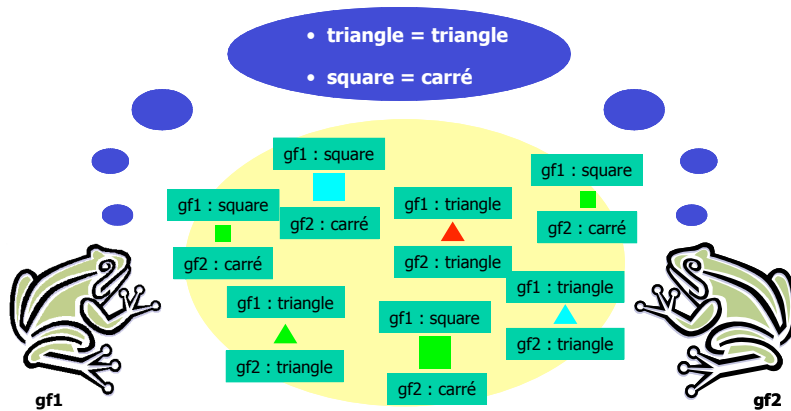 • triangle = triangle
• square = carré
gf1 : square
gf2 : carré
gf1 : square
gf2 : carré
gf1 : triangle
gf2 : triangle
gf1 : square
gf2 : carré
gf1 : triangle
gf2 : triangle
gf1 : square
gf2 : carré
gf1 : triangle
gf2 : triangle
gf1
gf2